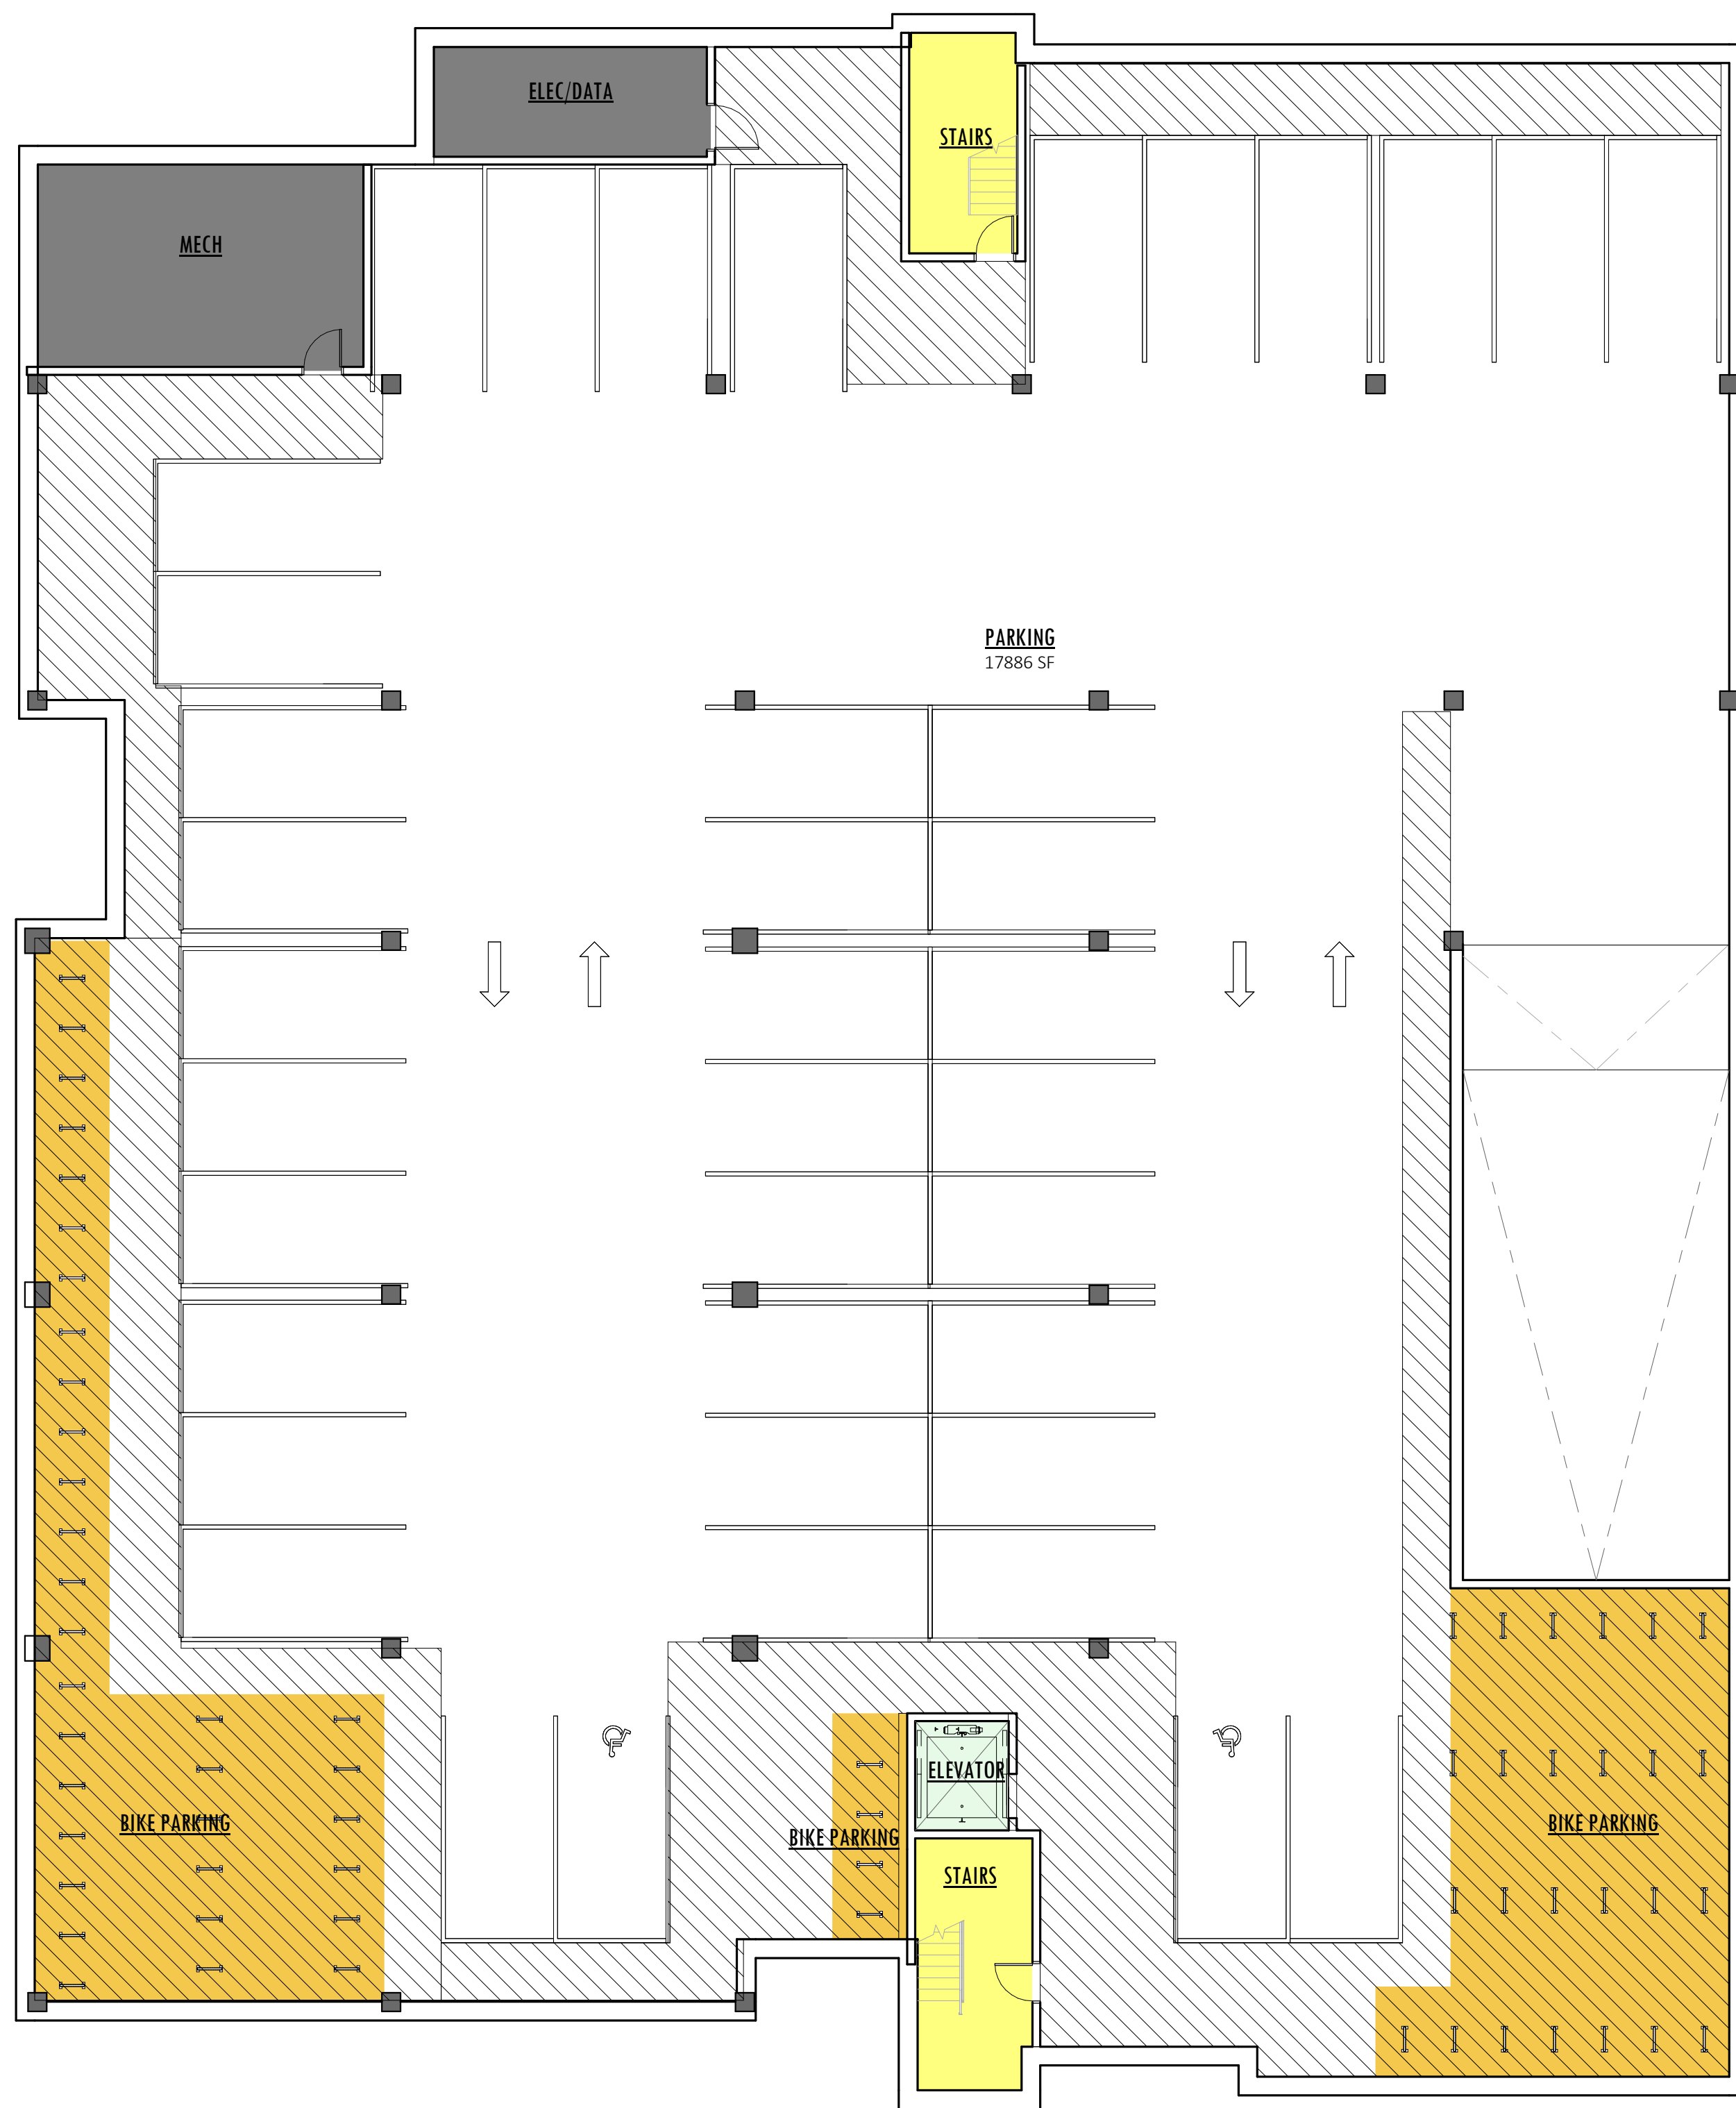 ELEC/DATA
STAIRS
MECH
PARKING
17886 SF
ELEVATOR
BIKE PARKING
BIKE PARKING
BIKE PARKING
STAIRS